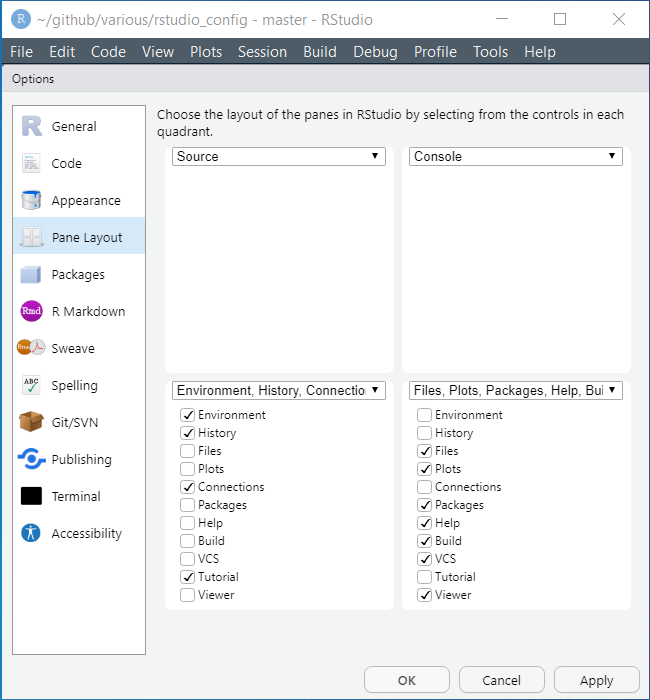 R ~/github/various/rstudio_config - master - RStudio
File Edit Code View Plots Session Build Debug Profile Tools Help
Options
R General
Code
Appearance
Pane Layout
Packages
Rmd R Markdown
Rnw Sweave
ABC Spelling
Git/SVN
Publishing
Terminal
Accessibility
Choose the layout of the panes in RStudio by selecting from the controls in each
quadrant.
Source
Console
Environment, History, Connection
Environment
History
Files
Plots
Connections
Packages
Help
Build
VCS
Tutorial
Viewer
Files, Plots, Packages, Help, Bui
Environment
History
Files
Plots
Connections
Packages
Help
Build
VCS
Tutorial
Viewer
OK Cancel Apply